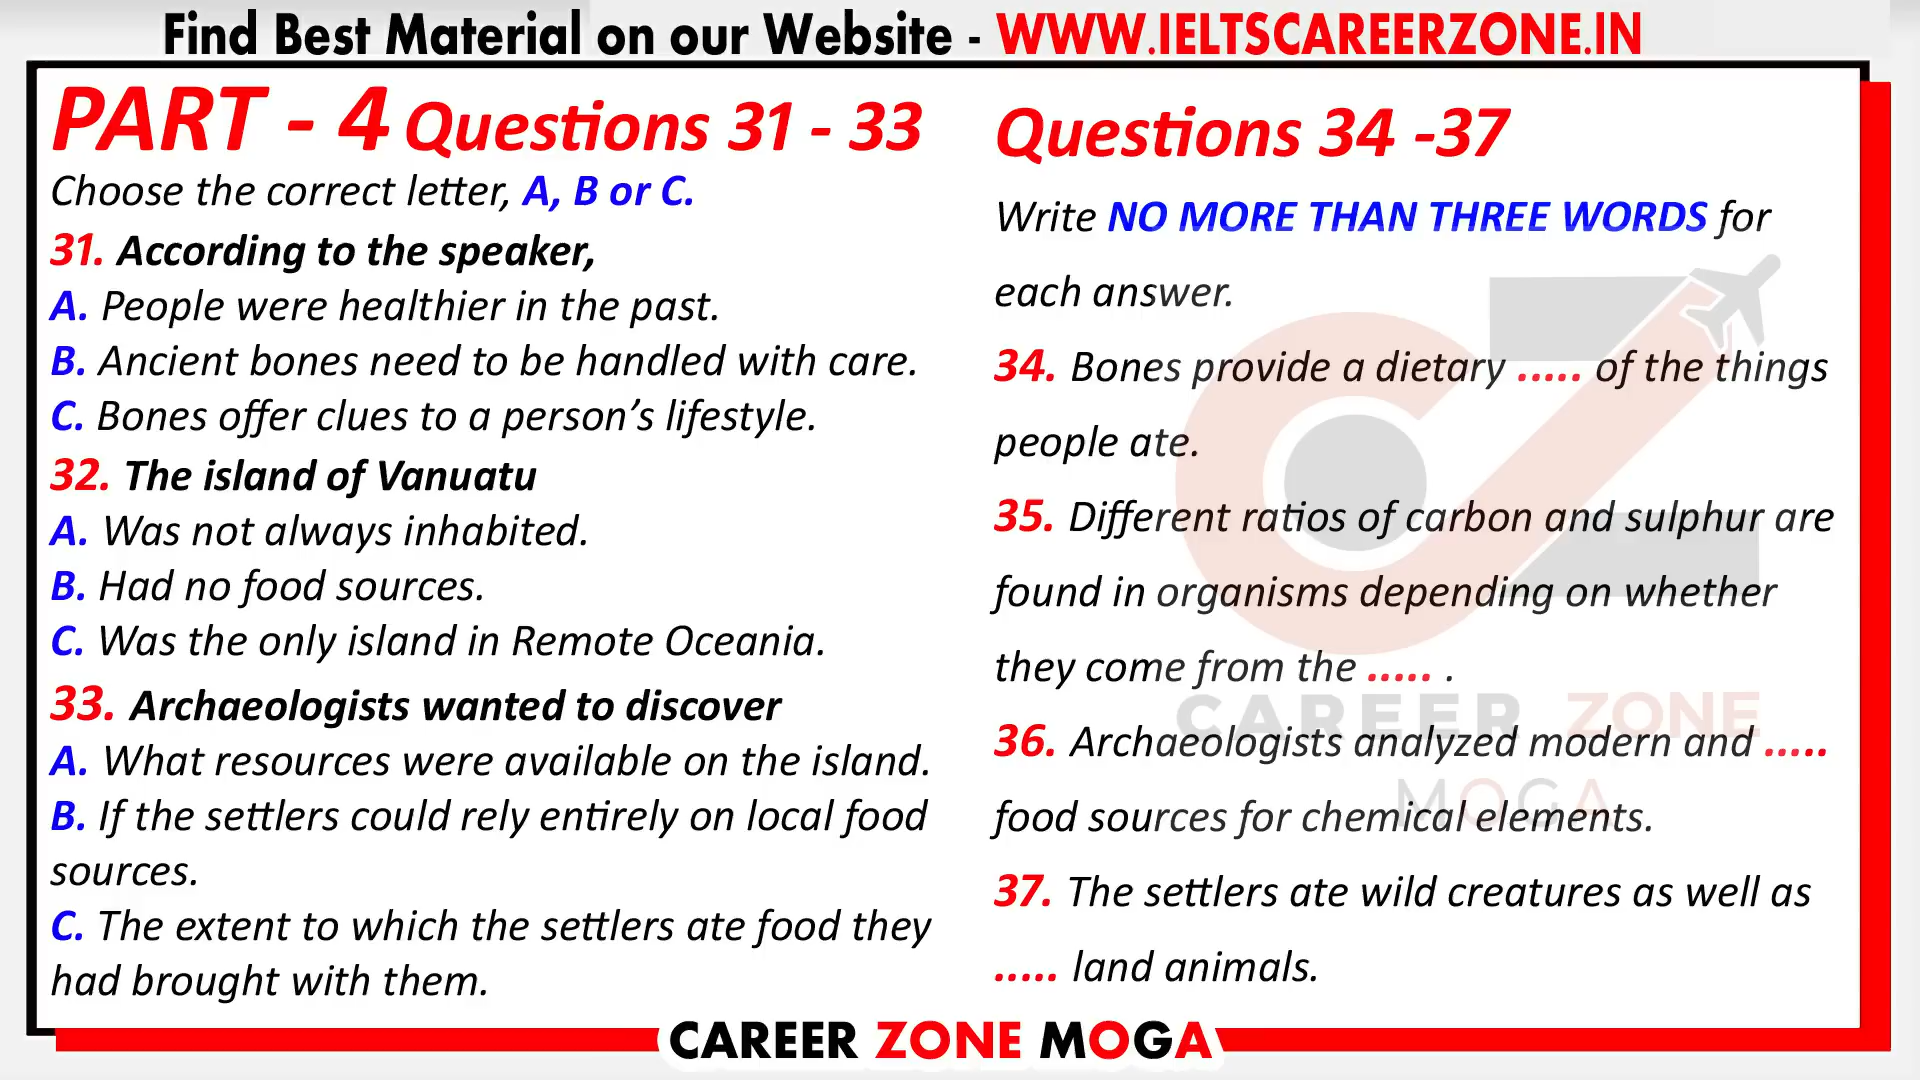 Find Best Material on our Website - WWW.IELTSCAREERZONE.IN
PART - 4 Questions 31 - 33
Choose the correct letter, A, B or C.
31. According to the speaker,
A. People were healthier in the past.
B. Ancient bones need to be handled with care.
C. Bones offer clues to a person's lifestyle.
32. The island of Vanuatu
A. Was not always inhabited.
B. Had no food sources.
C. Was the only island in Remote Oceania.
33. Archaeologists wanted to discover
A. What resources were available on the island.
B. If the settlers could rely entirely on local food
sources.
C. The extent to which the settlers ate food they
had brought with them.
Questions 34 -37
Write NO MORE THAN THREE WORDS for
each answer.
34. Bones provide a dietary ..... of the things
people ate.
35. Different ratios of carbon and sulphur are
found in organisms depending on whether
they come from the ..... .
36. Archaeologists analyzed modern and .....
food sources for chemical elements.
37. The settlers ate wild creatures as well as
..... land animals.
CAREER ZONE
MOGA
CAREER ZONE MOGA